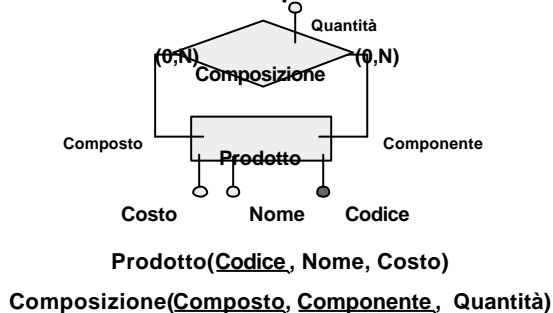 Quantità
(0,N) (0,N)
Composizione
Composto Componente
Prodotto
Costo Nome Codice
Prodotto(Codice, Nome, Costo)
Composizione(Composto, Componente, Quantità)